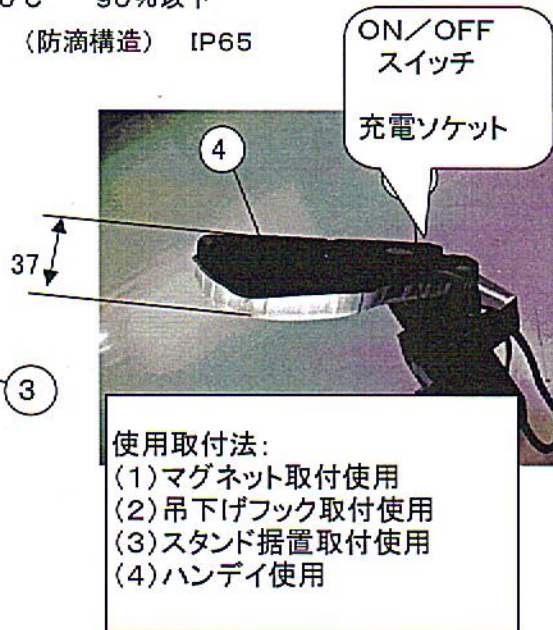 90%以下
(防滴構造) IP65
ON/OFF
スイッチ
充電ソケット
4
37
3
使用取付法:
(1)マグネット取付使用
(2)吊下げフック取付使用
(3)スタンド据置取付使用
(4)ハンデイ使用